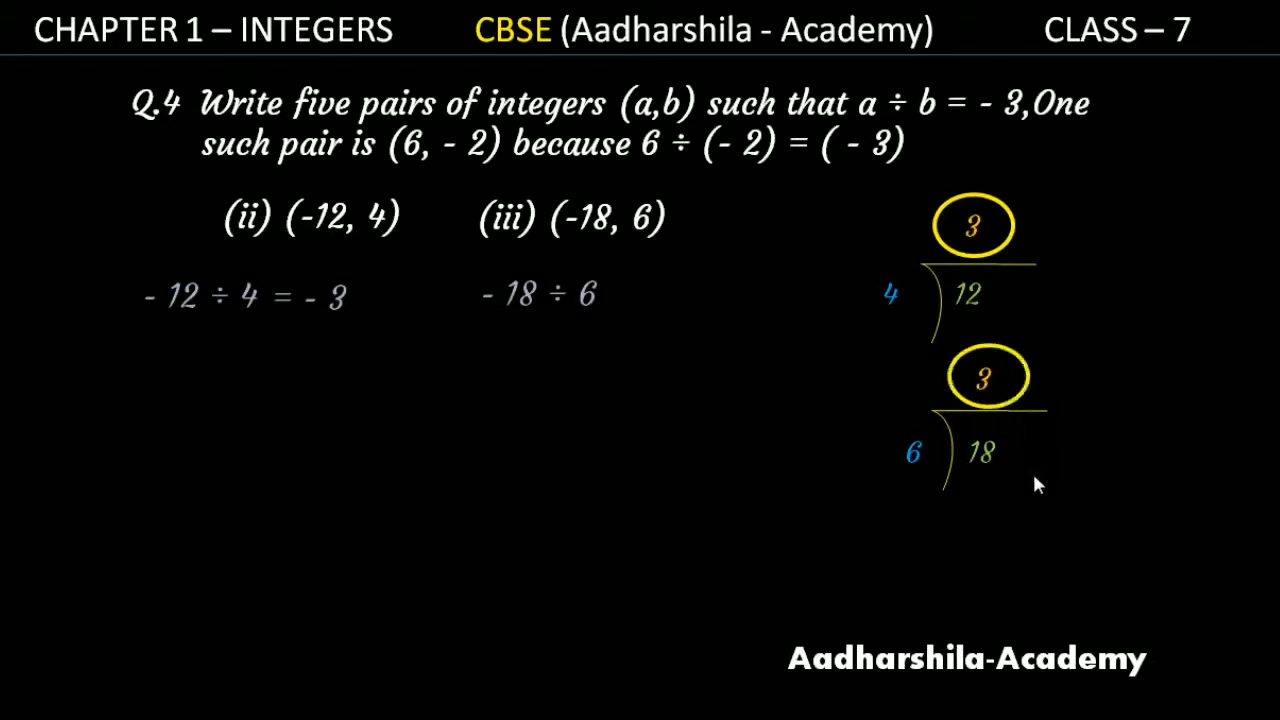 CHAPTER 1 – INTEGERS CBSE (Aadharshila - Academy) CLASS – 7
Q.4 Write five pairs of integers (a,b) such that a ÷ b = - 3,One
such pair is (6, - 2) because 6 ÷ (- 2) = ( - 3)
(ii) (-12, 4) (iii) (-18, 6)
- 12 ÷ 4 = - 3 - 18 ÷ 6
3
4 12
3
6 18
Aadharshila-Academy